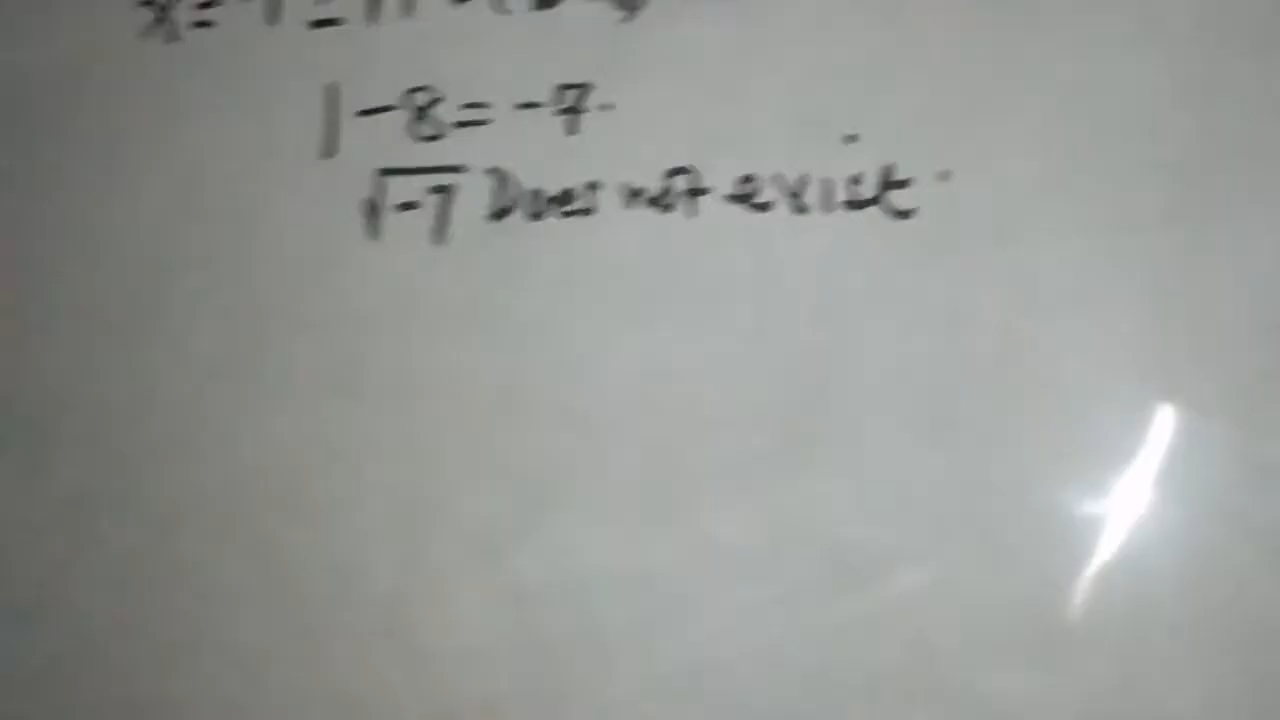 x=
1-8=-7
√-7 Does not exist